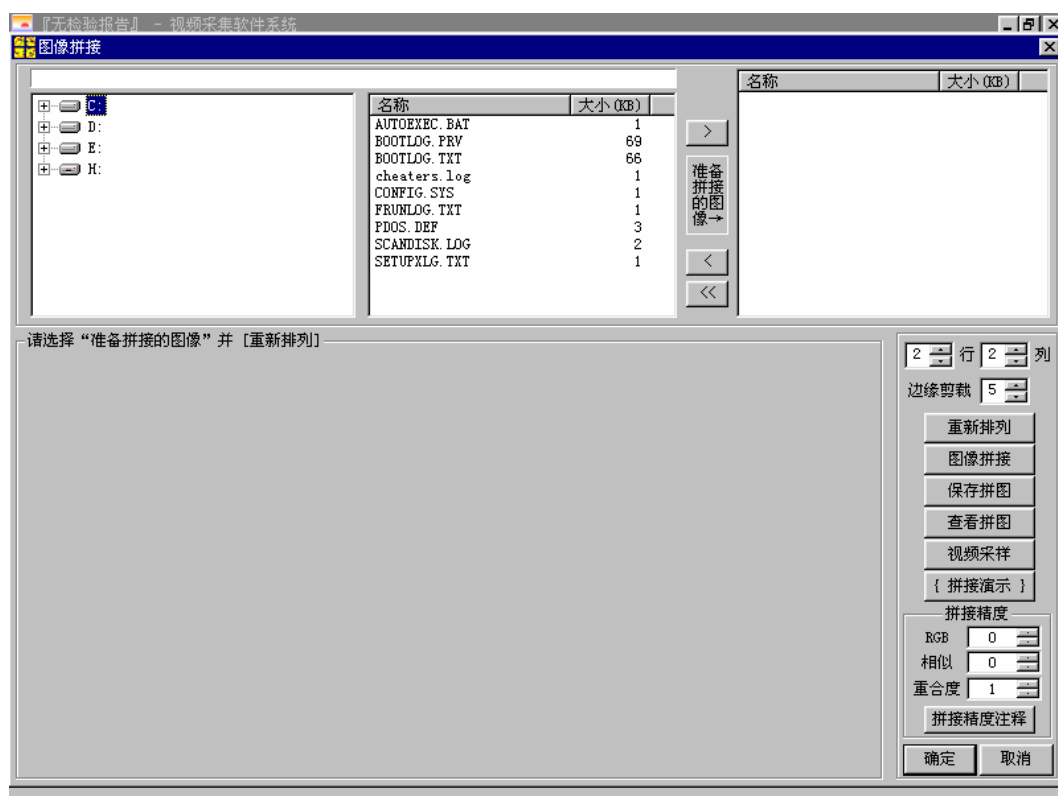 『无检验报告』 - 视频采集软件系统
图像拼接
名称 大小(KB)
C:
D:
E:
H:
名称 大小(KB)
AUTOEXEC.BAT 1
BOOTLOG.PRV 69
BOOTLOG.TXT 66
cheaters.log 1
CONFIG.SYS 1
FRUNLOG.TXT 1
PDOS.DEF 3
SCANDISK.LOG 2
SETUPXLG.TXT 1
>
准备
拼接
的图
像→
<
<<
请选择“准备拼接的图像”并 [重新排列]
2 行 2 列
边缘剪裁 5
重新排列
图像拼接
保存拼图
查看拼图
视频采样
{ 拼接演示 }
拼接精度
RGB 0
相似 0
重合度 1
拼接精度注释
确定 取消